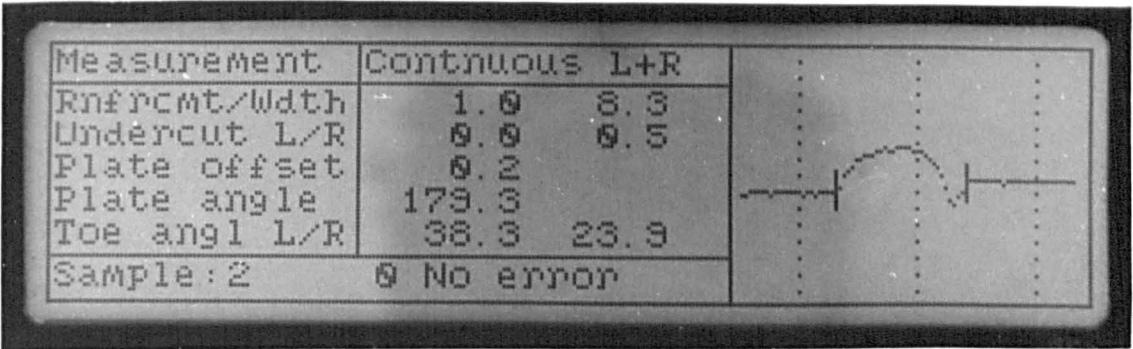 Measurement Contnuous L+R
Rnfrcmt/Wdth 1.0 8.3
Undercut L/R 0.0 0.5
Plate offset 0.2
Plate angle 179.3
Toe angl L/R 38.3 23.9
Sample:2 0 No error